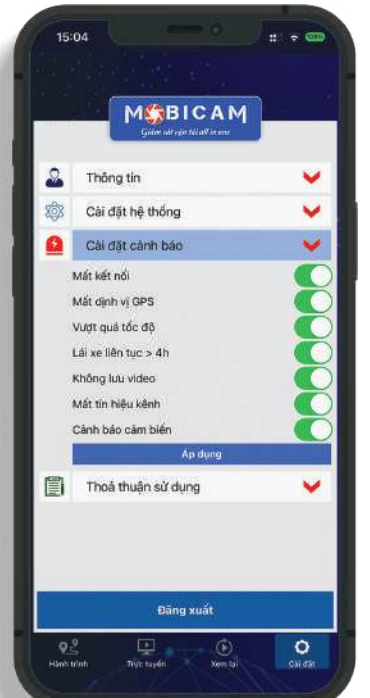 15:04
MOBICAM
Giám sát vận tải all in one
Thông tin
Cài đặt hệ thống
Cài đặt cảnh báo
Mất kết nối
Mất định vị GPS
Vượt quá tốc độ
Lái xe liên tục > 4h
Không lưu video
Mất tín hiệu kênh
Cảnh báo cảm biến
Áp dụng
Thoả thuận sử dụng
Đăng xuất
Hành trình
Trực tuyến
Xem lại
Cài đặt